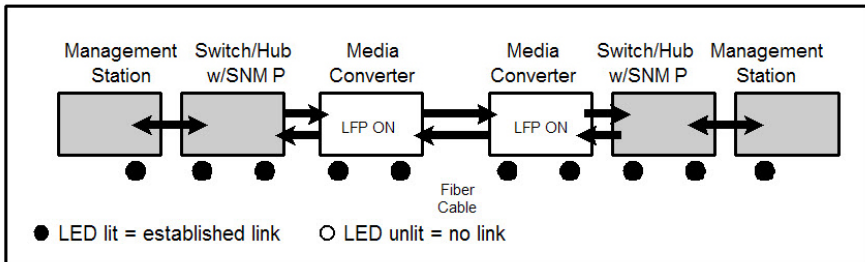 Management Station
Switch/Hub w/SNM P
Media Converter
Media Converter
Switch/Hub w/SNM P
Management Station
LFP ON
LFP ON
Fiber Cable
LED lit = established link
LED unlit = no link